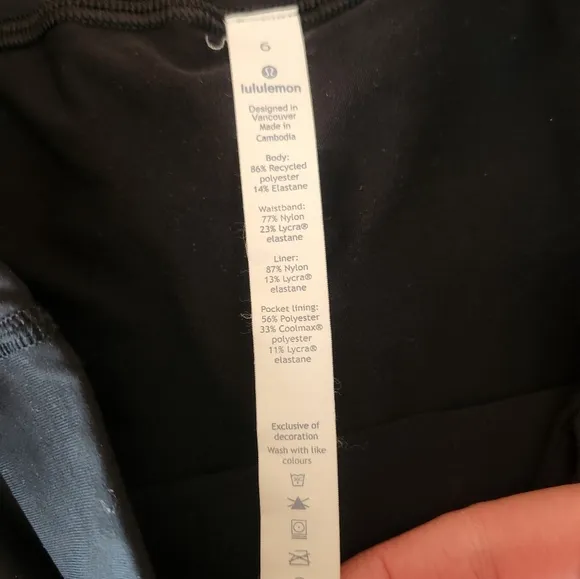 6
lululemon
Designed in
Vancouver
Made in
Cambodia
Body:
86% Recycled
polyester
14% Elastane
Waistband:
77% Nylon
23% Lycra®
elastane
Liner:
87% Nylon
13% Lycra®
elastane
Pocket lining:
56% Polyester
33% Coolmax®
polyester
11% Lycra®
elastane
Exclusive of
decoration
Wash with like
colours